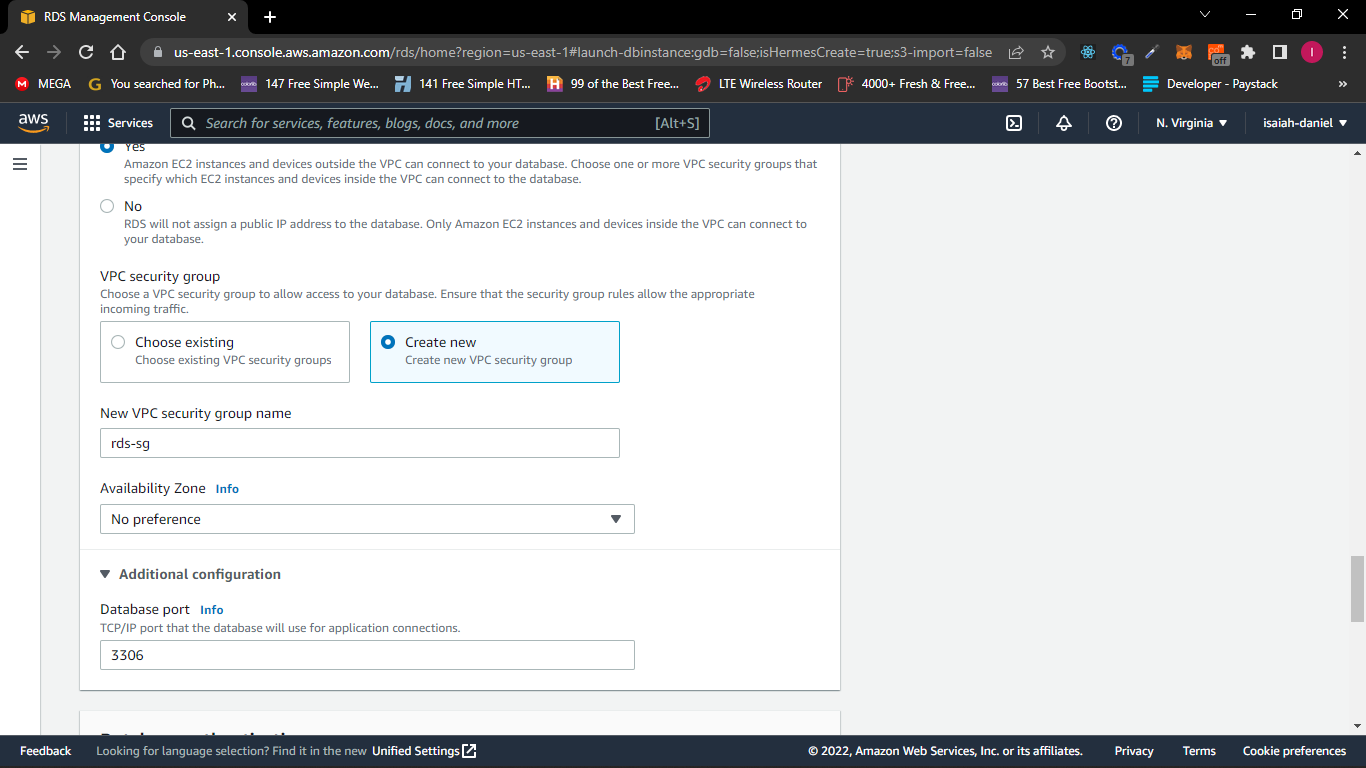 RDS Management Console
us-east-1.console.aws.amazon.com/rds/home?region=us-east-1#launch-dbinstance:gdb=false;isHermesCreate=true;s3-import=false
7
off
I
MEGA
You searched for Ph...
colorlib
147 Free Simple We...
141 Free Simple HT...
99 of the Best Free...
LTE Wireless Router
4000+ Fresh & Free...
colorlib
57 Best Free Bootst...
Developer - Paystack
»
aws
Services
Search for services, features, blogs, docs, and more
[Alt+S]
N. Virginia
isaiah-daniel
Yes
Amazon EC2 instances and devices outside the VPC can connect to your database. Choose one or more VPC security groups that
specify which EC2 instances and devices inside the VPC can connect to the database.
No
RDS will not assign a public IP address to the database. Only Amazon EC2 instances and devices inside the VPC can connect to
your database.
VPC security group
Choose a VPC security group to allow access to your database. Ensure that the security group rules allow the appropriate
incoming traffic.
Choose existing
Choose existing VPC security groups
Create new
Create new VPC security group
New VPC security group name
rds-sg
Availability Zone Info
No preference
Additional configuration
Database port Info
TCP/IP port that the database will use for application connections.
3306
Feedback
Looking for language selection? Find it in the new Unified Settings
© 2022, Amazon Web Services, Inc. or its affiliates.
Privacy
Terms
Cookie preferences